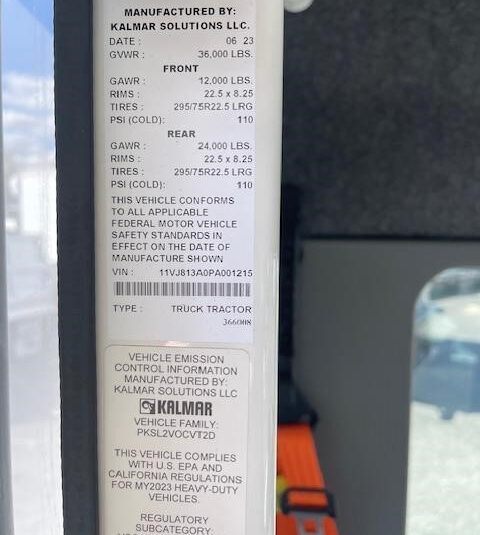 MANUFACTURED BY:
KALMAR SOLUTIONS LLC.
DATE : 06 23
GVWR : 36,000 LBS.
FRONT
GAWR : 12,000 LBS.
RIMS : 22.5 x 8.25
TIRES : 295/75R22.5 LRG
PSI (COLD): 110
REAR
GAWR : 24,000 LBS.
RIMS : 22.5 x 8.25
TIRES : 295/75R22.5 LRG
PSI (COLD) : 110
THIS VEHICLE CONFORMS
TO ALL APPLICABLE
FEDERAL MOTOR VEHICLE
SAFETY STANDARDS IN
EFFECT ON THE DATE OF
MANUFACTURE SHOWN
VIN : 11VJ813A0PA001215
TYPE : TRUCK TRACTOR
366008
VEHICLE EMISSION
CONTROL INFORMATION
MANUFACTURED BY:
KALMAR SOLUTIONS LLC
KALMAR
VEHICLE FAMILY:
PKSL2VOCVT2D
THIS VEHICLE COMPLIES
WITH U.S. EPA AND
CALIFORNIA REGULATIONS
FOR MY2023 HEAVY-DUTY
VEHICLES.
REGULATORY
SUBCATEGORY: